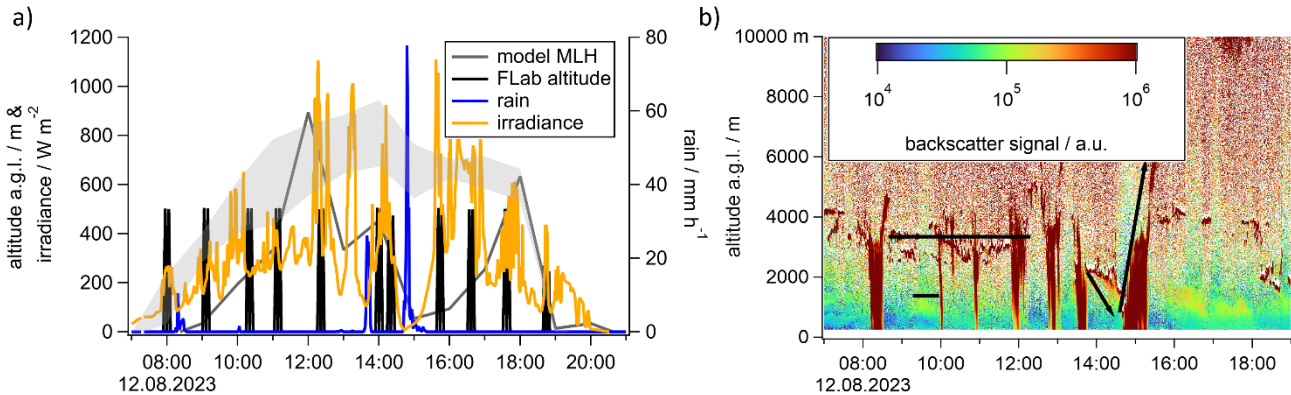 a)
1200
1000
800
600
400
200
0
altitude a.g.l. / m &
irradiance / W m-2
model MLH
FLab altitude
rain
irradiance
80
60
40
20
0
rain / mm h-1
08:00 10:00 12:00 14:00 16:00 18:00 20:00
12.08.2023
b)
10000 m
8000
6000
4000
2000
0
altitude a.g.l. / m
10^4 10^5 10^6
backscatter signal / a.u.
08:00 10:00 12:00 14:00 16:00 18:00
12.08.2023